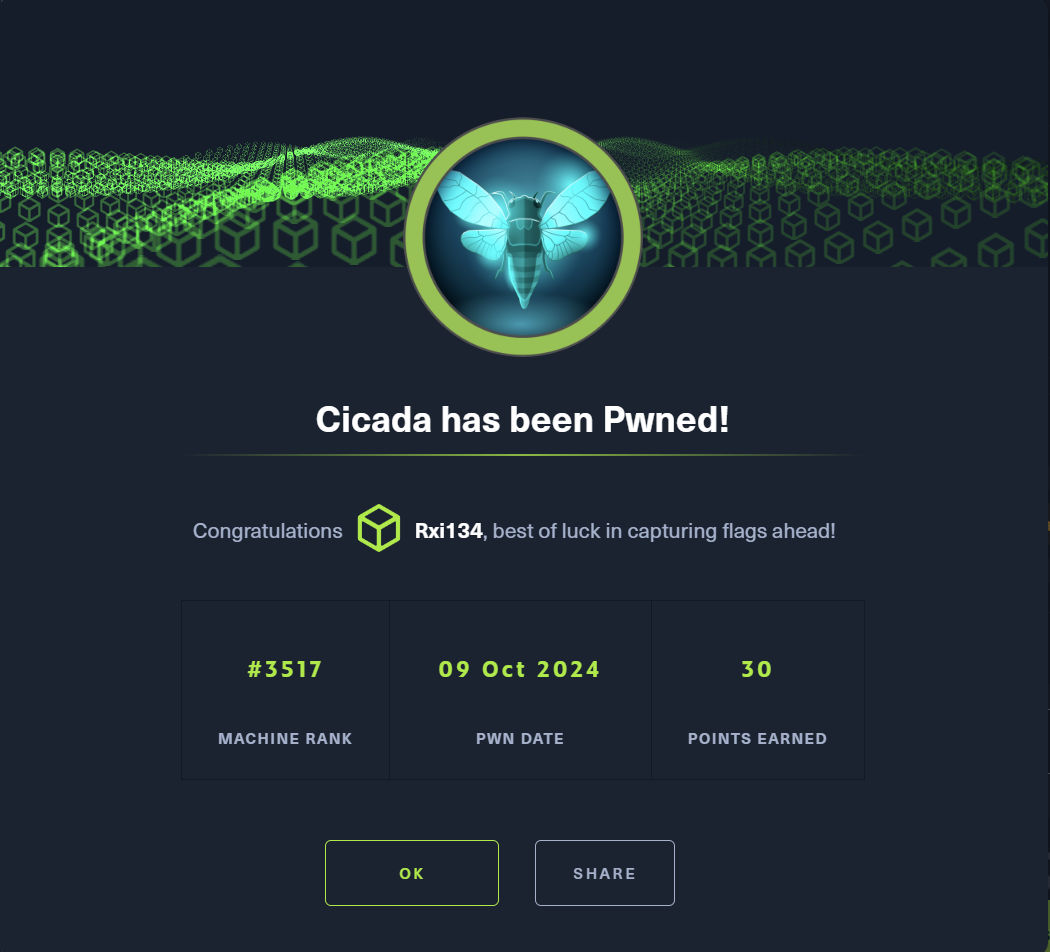 Cicada has been Pwned!
Congratulations Rxi134, best of luck in capturing flags ahead!
#3517 09 Oct 2024 30
MACHINE RANK PWN DATE POINTS EARNED
OK SHARE